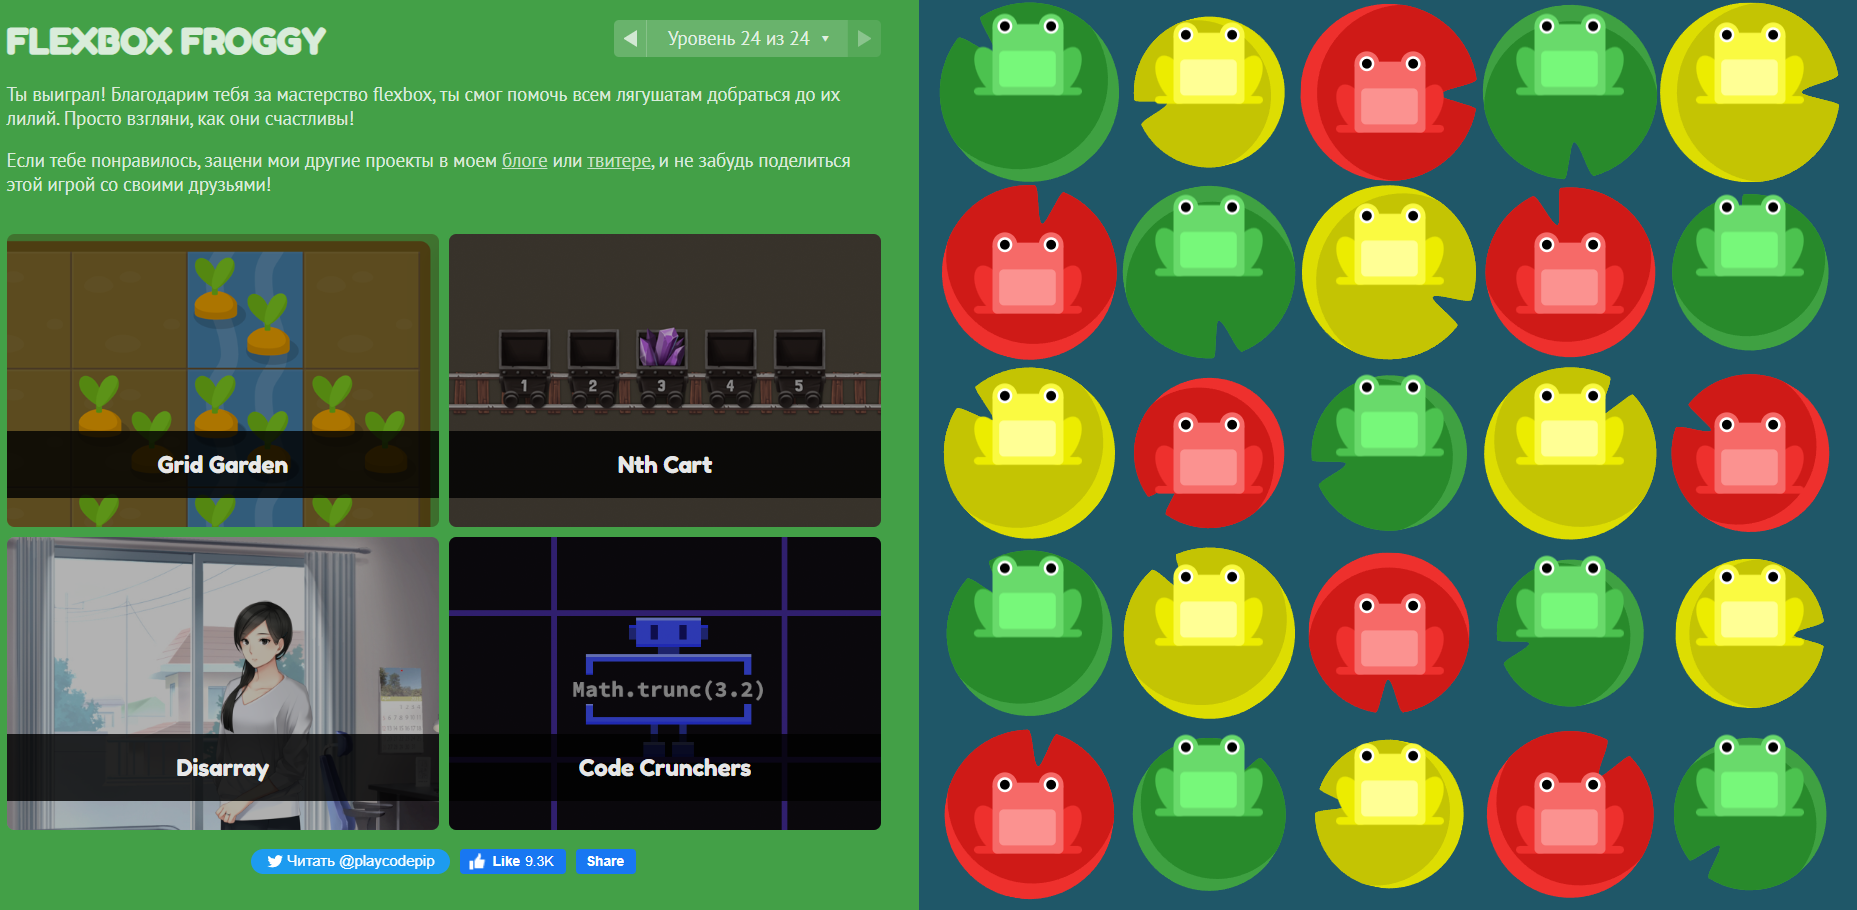 FLEXBOX FROGGY
Уровень 24 из 24
Ты выиграл! Благодарим тебя за мастерство flexbox, ты смог помочь всем лягушатам добраться до их
лилий. Просто взгляни, как они счастливы!
Если тебе понравилось, зацени мои другие проекты в моем блоге или твитере, и не забудь поделиться
этой игрой со своими друзьями!
1 2 3 4 5
Grid Garden
Nth Cart
Math.trunc(3.2)
Disarray
Code Crunchers
Читать @playcodepip
Like 9.3K
Share